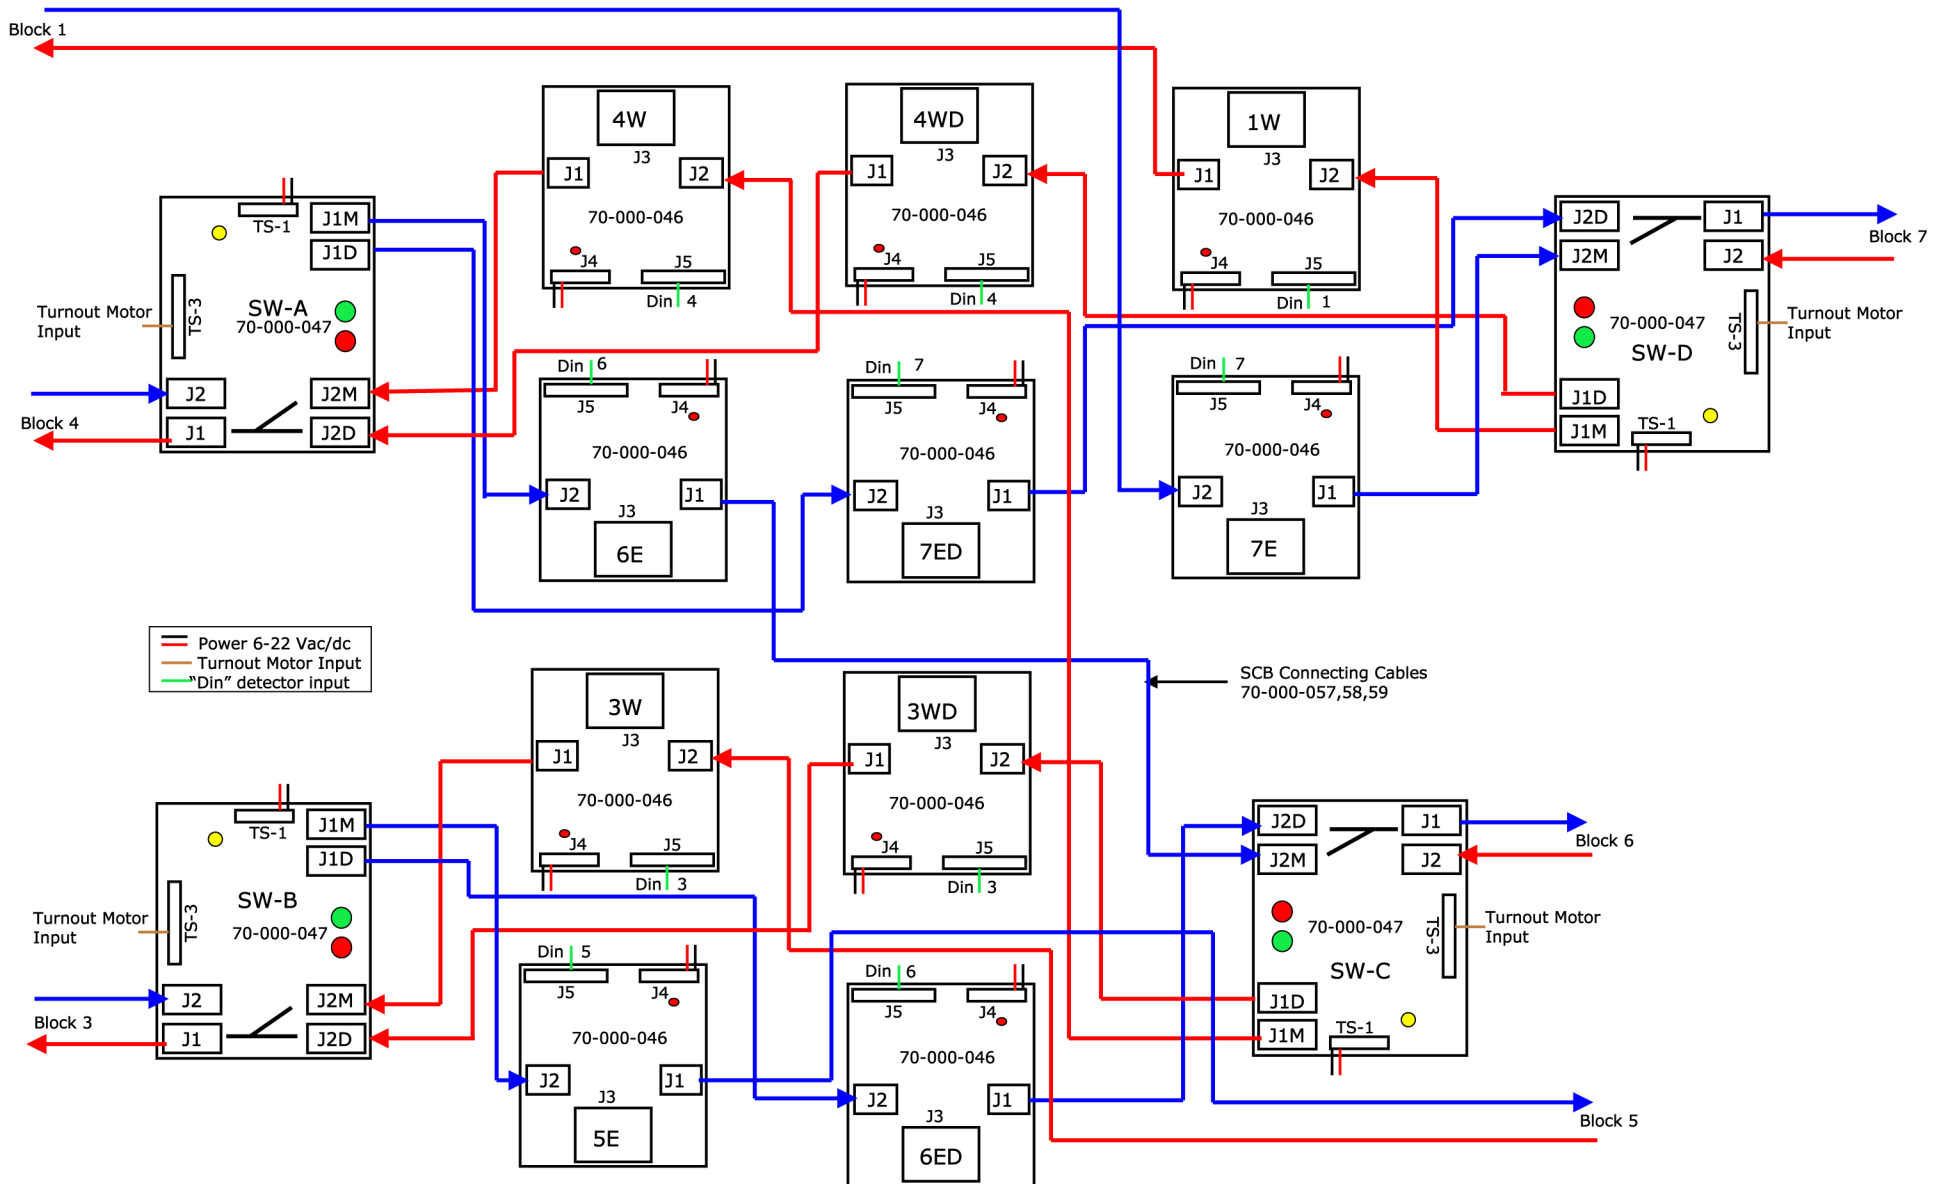 Block 1
4W
J3
J1
J2
70-000-046
J4
J5
Din 4
4WD
J3
J1
J2
70-000-046
J4
J5
Din 4
1W
J3
J1
J2
70-000-046
J4
J5
Din 1
TS-1
J1M
J1D
Turnout Motor
Input
TS-3
SW-A
70-000-047
J2
J2M
Block 4
J1
J2D
J2D
J1
J2M
J2
Block 7
70-000-047
SW-D
TS-3
Turnout Motor
Input
J1D
J1M
TS-1
Din 6
J5
J4
70-000-046
J2
J1
J3
6E
Din 7
J5
J4
70-000-046
J2
J1
J3
7ED
Din 7
J5
J4
70-000-046
J2
J1
J3
7E
Power 6-22 Vac/dc
Turnout Motor Input
“Din” detector input
SCB Connecting Cables
70-000-057,58,59
3W
J3
J1
J2
70-000-046
J4
J5
Din 3
3WD
J3
J1
J2
70-000-046
J4
J5
Din 3
TS-1
J1M
J1D
Turnout Motor
Input
TS-3
SW-B
70-000-047
J2
J2M
Block 3
J1
J2D
J2D
J1
J2M
J2
Block 6
70-000-047
SW-C
TS-3
Turnout Motor
Input
J1D
J1M
TS-1
Din 5
J5
J4
70-000-046
J2
J1
J3
5E
Din 6
J5
J4
70-000-046
J2
J1
J3
6ED
Block 5